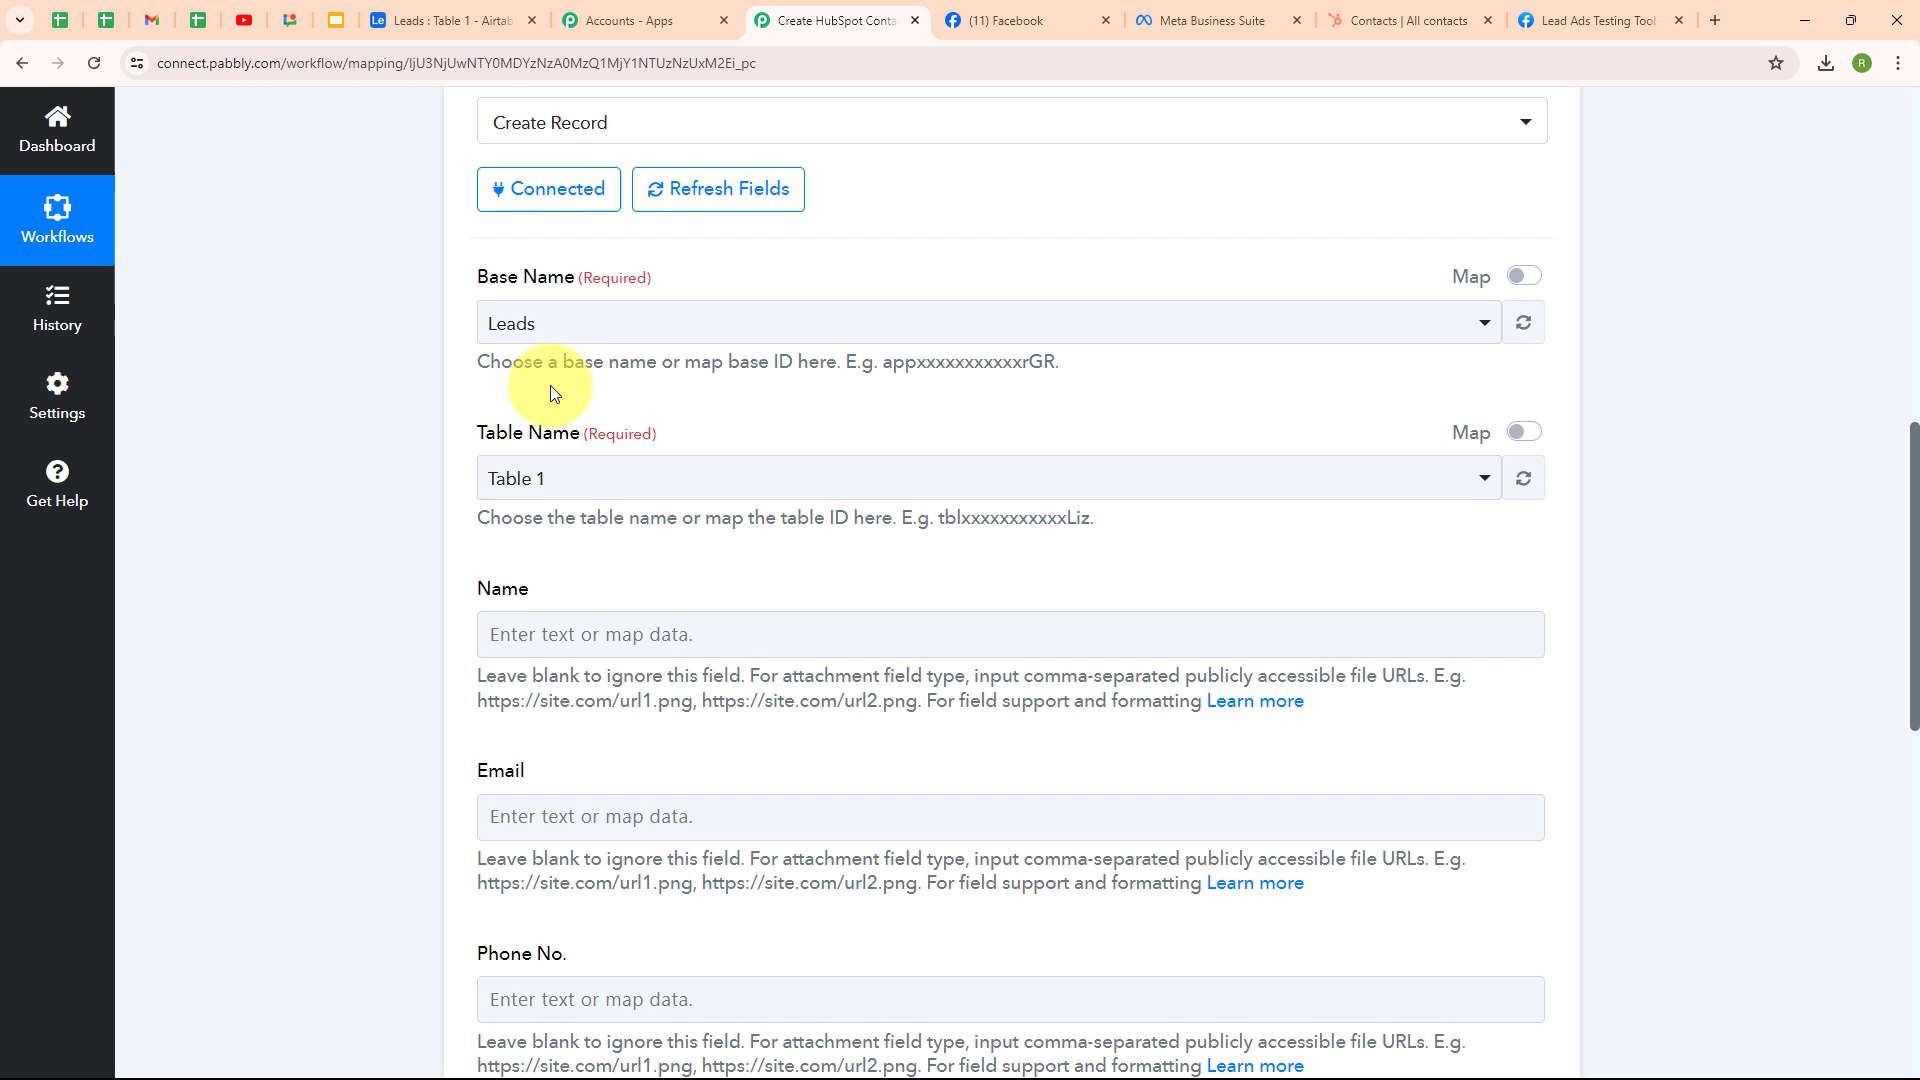 Leads : Table 1 - Airtab
Accounts - Apps
Create HubSpot Conta
(11) Facebook
Meta Business Suite
Contacts | All contacts
Lead Ads Testing Tool
connect.pabbly.com/workflow/mapping/IjU3NjUwNTY0MDYzNzA0MzQ1MjY1NTUzNzUxM2Ei_pc
R
Dashboard
Workflows
History
Settings
Get Help
Create Record
Connected
Refresh Fields
Base Name (Required)
Map
Leads
Choose a base name or map base ID here. E.g. appxxxxxxxxxxxrGR.
Table Name (Required)
Map
Table 1
Choose the table name or map the table ID here. E.g. tblxxxxxxxxxxxLiz.
Name
Enter text or map data.
Leave blank to ignore this field. For attachment field type, input comma-separated publicly accessible file URLs. E.g.
https://site.com/url1.png, https://site.com/url2.png. For field support and formatting Learn more
Email
Enter text or map data.
Leave blank to ignore this field. For attachment field type, input comma-separated publicly accessible file URLs. E.g.
https://site.com/url1.png, https://site.com/url2.png. For field support and formatting Learn more
Phone No.
Enter text or map data.
Leave blank to ignore this field. For attachment field type, input comma-separated publicly accessible file URLs. E.g.
https://site.com/url1.png, https://site.com/url2.png. For field support and formatting Learn more